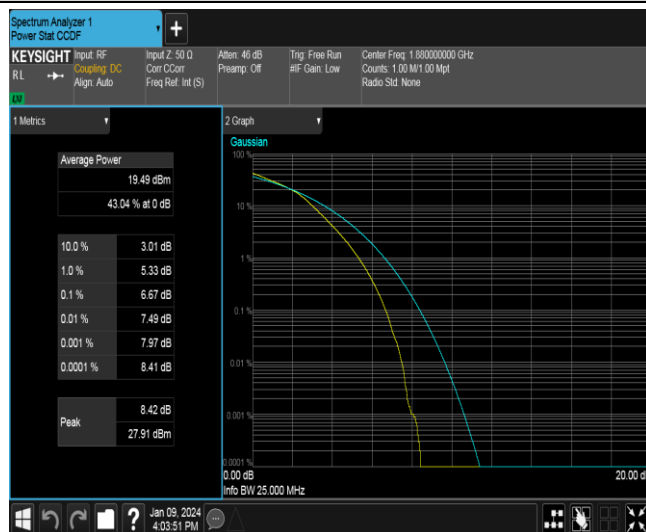 Spectrum Analyzer 1
Power Stat CCDF
+
KEYSIGHT
RL
Input: RF
Coupling: DC
Align: Auto
Input Z: 50 Ω
Corr CCorr
Freq Ref: Int (S)
Atten: 46 dB
Preamp: Off
Trig: Free Run
#IF Gain: Low
Center Freq: 1.880000000 GHz
Counts: 1.00 M/1.00 Mpt
Radio Std: None
1 Metrics
Average Power
19.49 dBm
43.04 % at 0 dB
10.0 % 3.01 dB
1.0 % 5.33 dB
0.1 % 6.67 dB
0.01 % 7.49 dB
0.001 % 7.97 dB
0.0001 % 8.41 dB
Peak
8.42 dB
27.91 dBm
2 Graph
Gaussian
100 %
10 %
1 %
0.1 %
0.01 %
0.001 %
0.0001 %
0.00 dB
20.00 d
Info BW 25.000 MHz
?
Jan 09, 2024
4:03:51 PM